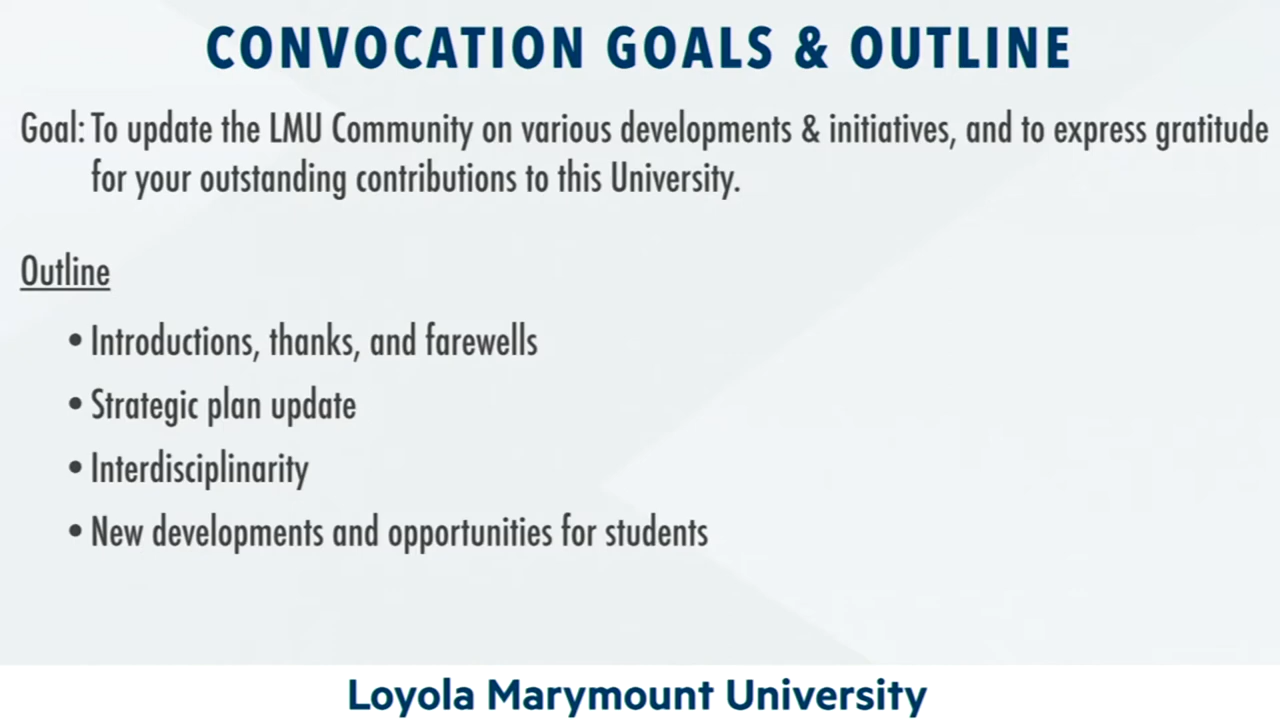 CONVOCATION GOALS & OUTLINE
Goal: To update the LMU Community on various developments & initiatives, and to express gratitude
for your outstanding contributions to this University.
Outline
• Introductions, thanks, and farewells
• Strategic plan update
• Interdisciplinarity
• New developments and opportunities for students
Loyola Marymount University